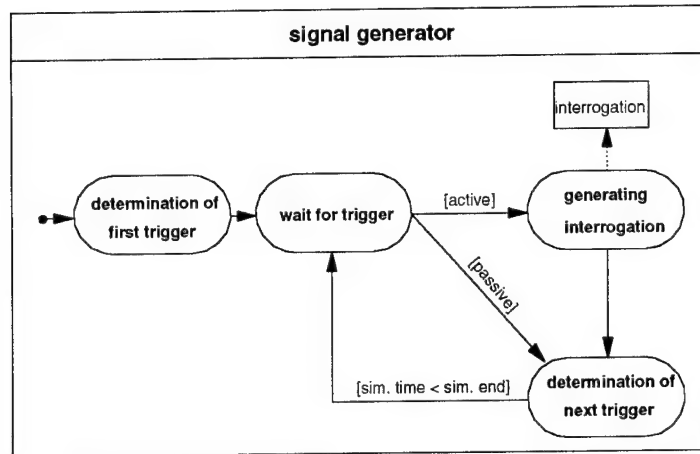 signal generator
interrogation
determination of
first trigger
wait for trigger
[active]
generating
interrogation
[passive]
[sim. time < sim. end]
determination of
next trigger